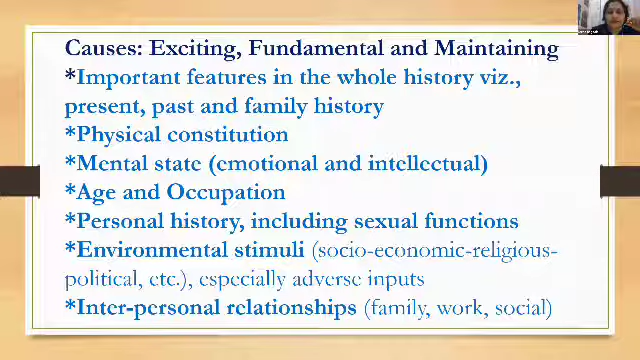 Causes: Exciting, Fundamental and Maintaining
*Important features in the whole history viz.,
present, past and family history
*Physical constitution
*Mental state (emotional and intellectual)
*Age and Occupation
*Personal history, including sexual functions
*Environmental stimuli (socio-economic-religious-
political, etc.), especially adverse inputs
*Inter-personal relationships (family, work, social)